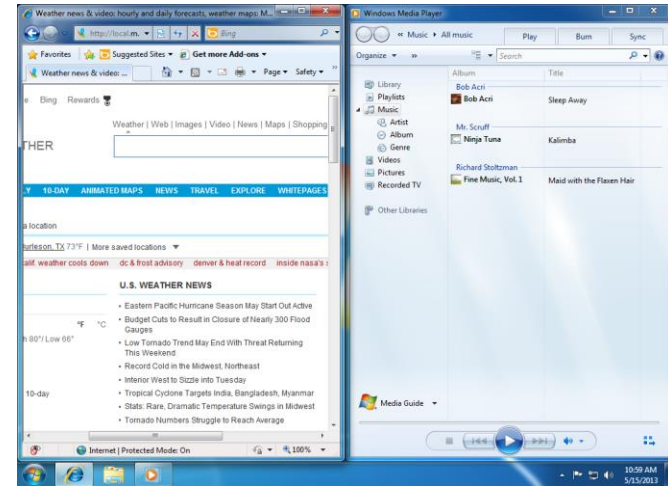 Weather news & video: hourly and daily forecasts, weather maps: M...
http://local.m.
Bing
Favorites
Suggested Sites
Get more Add-ons
Weather news & video: ...
Page
Safety
»
e Bing Rewards
Weather | Web | Images | Video | News | Maps | Shopping
THER
LY 10-DAY ANIMATED MAPS NEWS TRAVEL EXPLORE WHITEPAGES
a location
Burleson, TX 73°F | More saved locations
calif. weather cools down dc & frost advisory denver & heat record inside nasa's
U.S. WEATHER NEWS
Eastern Pacific Hurricane Season May Start Out Active
°F °C
Budget Cuts to Result in Closure of Nearly 300 Flood
Gauges
h 80°/ Low 66°
Low Tornado Trend May End With Threat Returning
This Weekend
Record Cold in the Midwest, Northeast
Interior West to Sizzle into Tuesday
10-day
Tropical Cyclone Targets India, Bangladesh, Myanmar
Stats: Rare, Dramatic Temperature Swings in Midwest
Tornado Numbers Struggle to Reach Average
Internet | Protected Mode: On
100%
Windows Media Player
« Music All music
Play
Burn
Sync
Organize
»
Search
Album
Title
Library
Playlists
Music
Artist
Album
Genre
Videos
Pictures
Recorded TV
Other Libraries
Bob Acri
Bob Acri
Sleep Away
Mr. Scruff
Ninja Tuna
Kalimba
Richard Stoltzman
Fine Music, Vol. 1
Maid with the Flaxen Hair
Media Guide
10:59 AM
5/15/2013